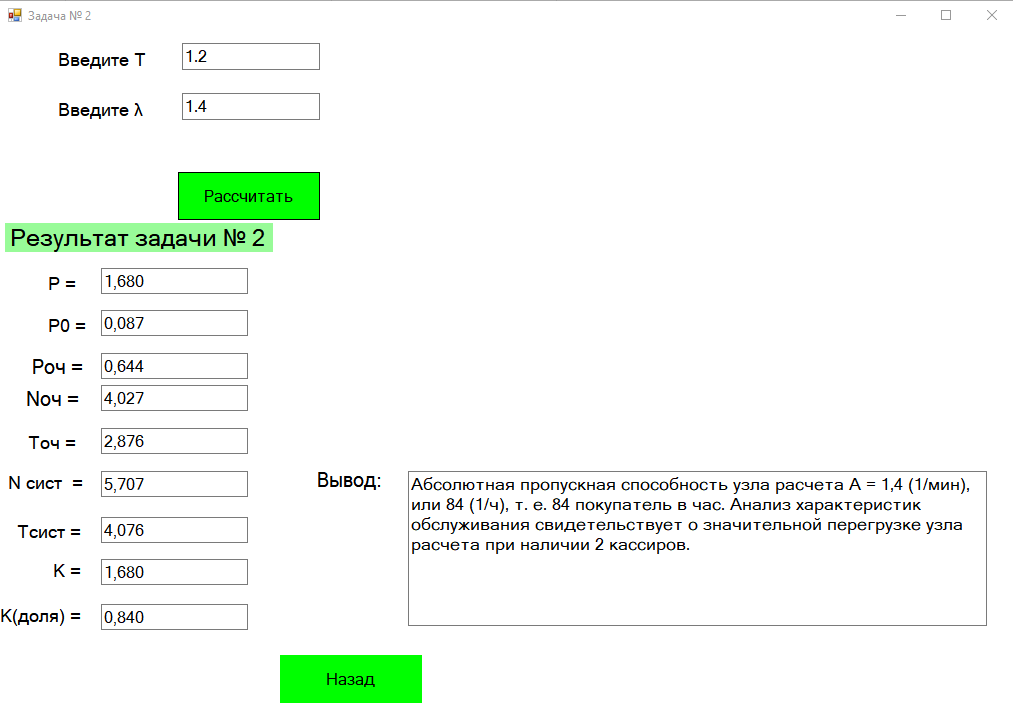 Задача № 2
Введите T
1.2
Введите λ
1.4
Рассчитать
Результат задачи № 2
P =
1,680
P0 =
0,087
Pоч =
0,644
Nоч =
4,027
Точ =
2,876
N сист =
5,707
Тсист =
4,076
K =
1,680
К(доля) =
0,840
Вывод:
Абсолютная пропускная способность узла расчета А = 1,4 (1/мин),
или 84 (1/ч), т. е. 84 покупатель в час. Анализ характеристик
обслуживания свидетельствует о значительной перегрузке узла
расчета при наличии 2 кассиров.
Назад